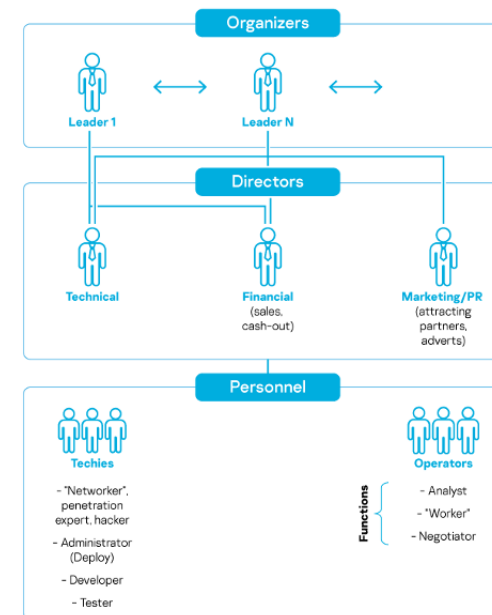 Organizers
Leader 1
Leader N
Directors
Technical
Financial
(sales,
cash-out)
Marketing/PR
(attracting
partners,
adverts)
Personnel
Techies
- "Networker",
penetration
expert, hacker
- Administrator
(Deploy)
- Developer
- Tester
Operators
Functions
- Analyst
- "Worker"
- Negotiator